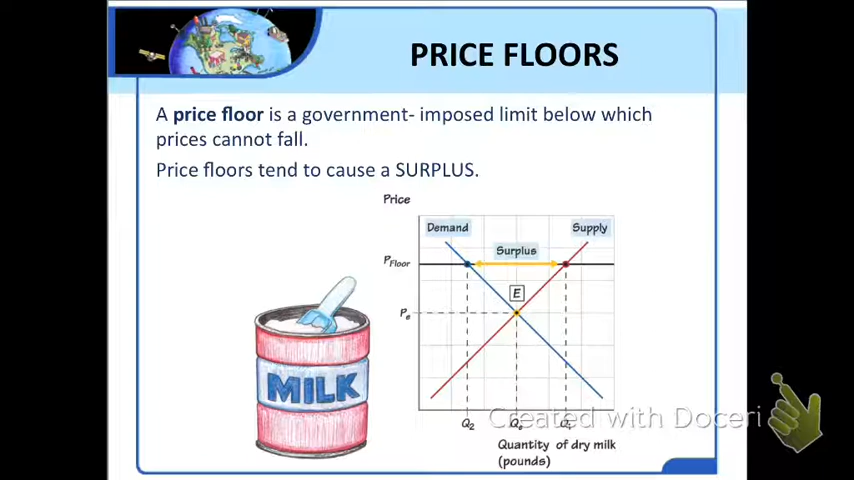 PRICE FLOORS
A price floor is a government- imposed limit below which
prices cannot fall.
Price floors tend to cause a SURPLUS.
Price
Demand
Supply
Surplus
PFloor
E
Pe
MILK
Created with Doceri
Q2
Qe
Quantity of dry milk
(pounds)